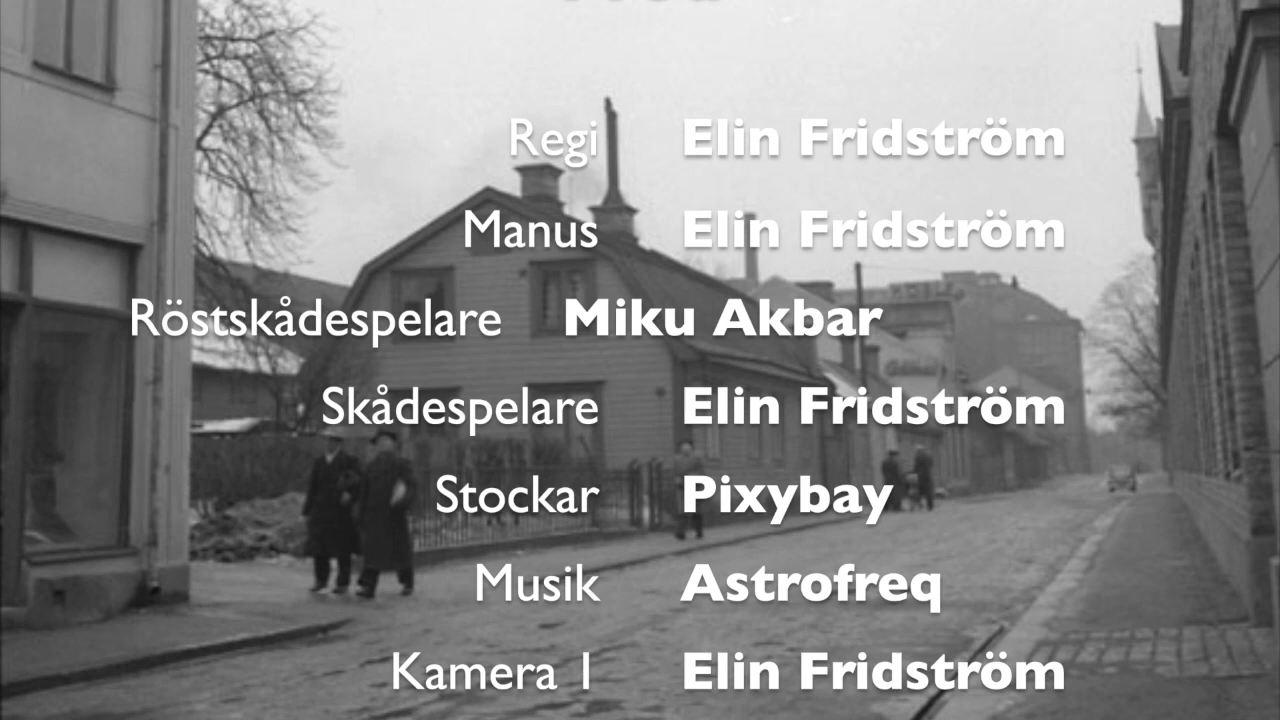 Regi Elin Fridström
Manus Elin Fridström
Röstskådespelare Miku Akbar
Skådespelare Elin Fridström
Stockar Pixybay
Musik Astrofreq
Kamera 1 Elin Fridström